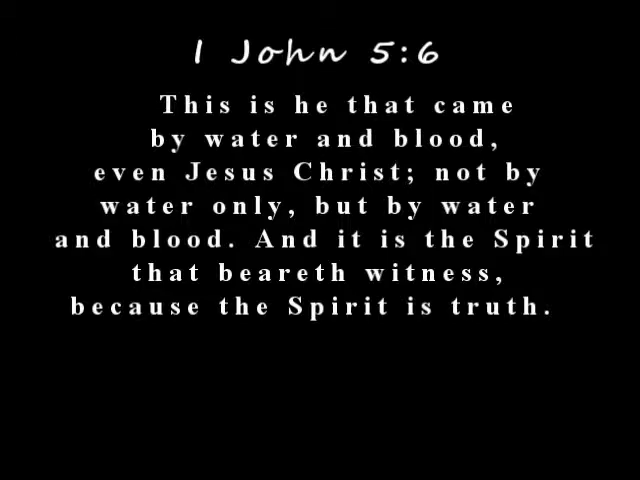 I John 5:6
This is he that came
by water and blood,
even Jesus Christ; not by
water only, but by water
and blood. And it is the Spirit
that beareth witness,
because the Spirit is truth.